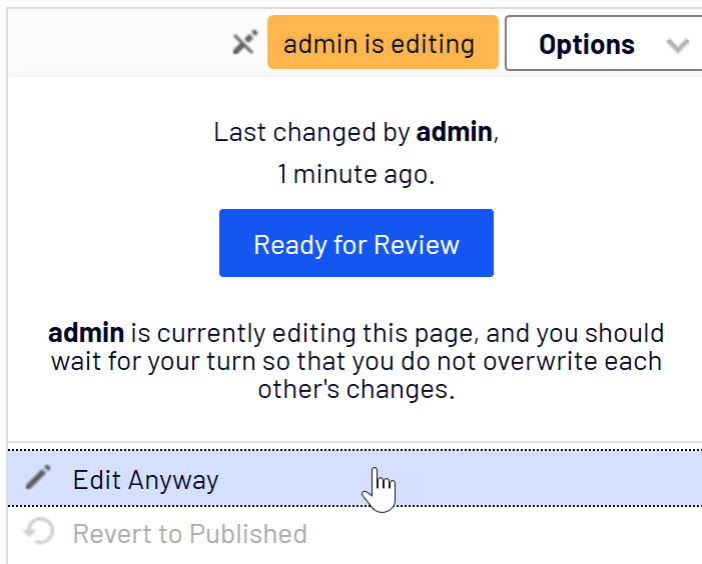 admin is editing
Options
Last changed by admin,
1 minute ago.
Ready for Review
admin is currently editing this page, and you should
wait for your turn so that you do not overwrite each
other's changes.
Edit Anyway
Revert to Published